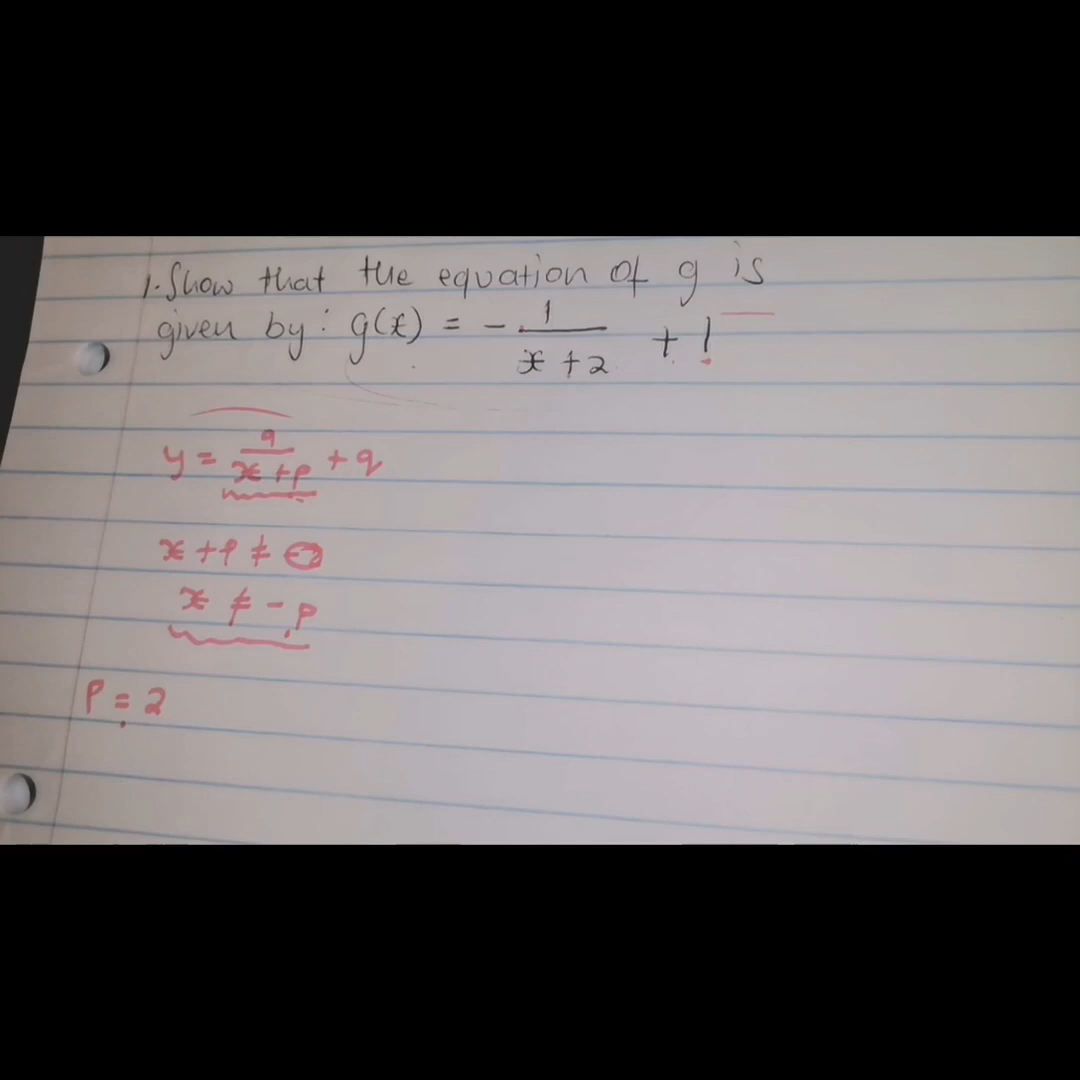 1. Show that the equation of g is
given by: g(x) = - 1/(x + 2) + 1
y = a/(x + p) + q
x + p ≠ 0
x ≠ - p
P = 2